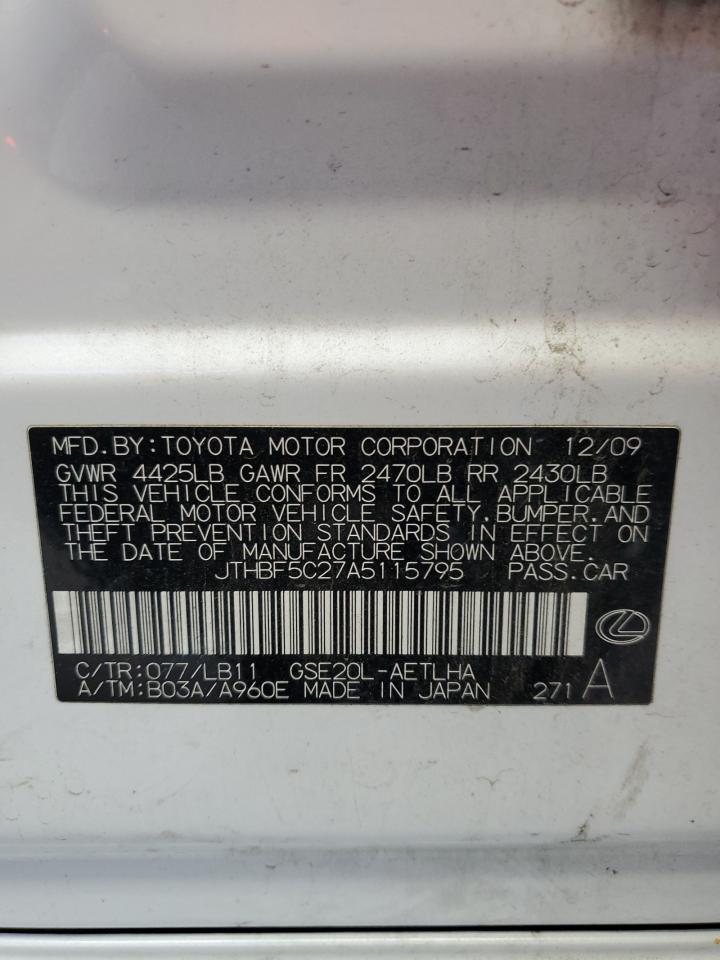 MFD.BY:TOYOTA MOTOR CORPORATION 12/09
GVWR 4425LB GAWR FR 2470LB RR 2430LB
THIS VEHICLE CONFORMS TO ALL APPLICABLE
FEDERAL MOTOR VEHICLE SAFETY,BUMPER,AND
THEFT PREVENTION STANDARDS IN EFFECT ON
THE DATE OF MANUFACTURE SHOWN ABOVE.
JTHBF5C27A5115795 PASS.CAR
C/TR:077/LB11 GSE20L-AETLHA
A/TM:B03A/A960E MADE IN JAPAN 271 A